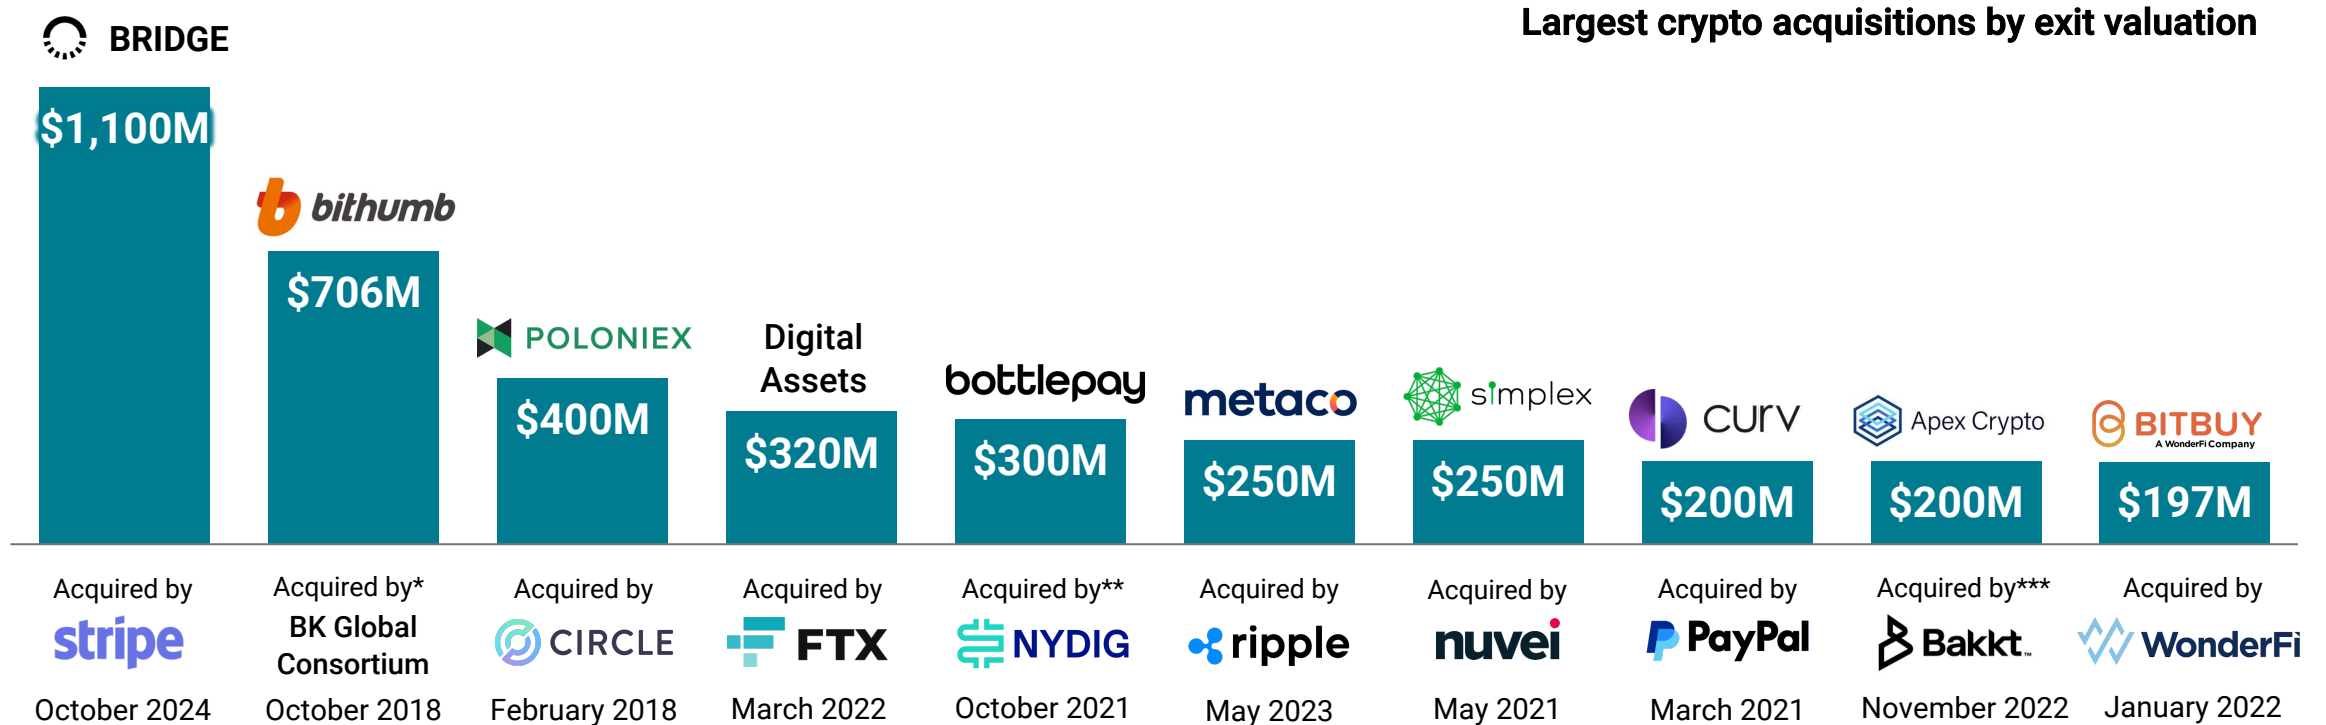 Largest crypto acquisitions by exit valuation
BRIDGE
$1,100M
bithumb
$706M
POLONIEX
$400M
Digital
Assets
$320M
bottlepay
$300M
metaco
$250M
simplex
$250M
curv
$200M
Apex Crypto
$200M
BITBUY
A WonderFi Company
$197M
Acquired by
stripe
October 2024
Acquired by*
BK Global
Consortium
October 2018
Acquired by
CIRCLE
February 2018
Acquired by
FTX
March 2022
Acquired by**
NYDIG
October 2021
Acquired by
ripple
May 2023
Acquired by
nuvei
May 2021
Acquired by
PayPal
March 2021
Acquired by***
Bakkt™
November 2022
Acquired by
WonderFi
January 2022